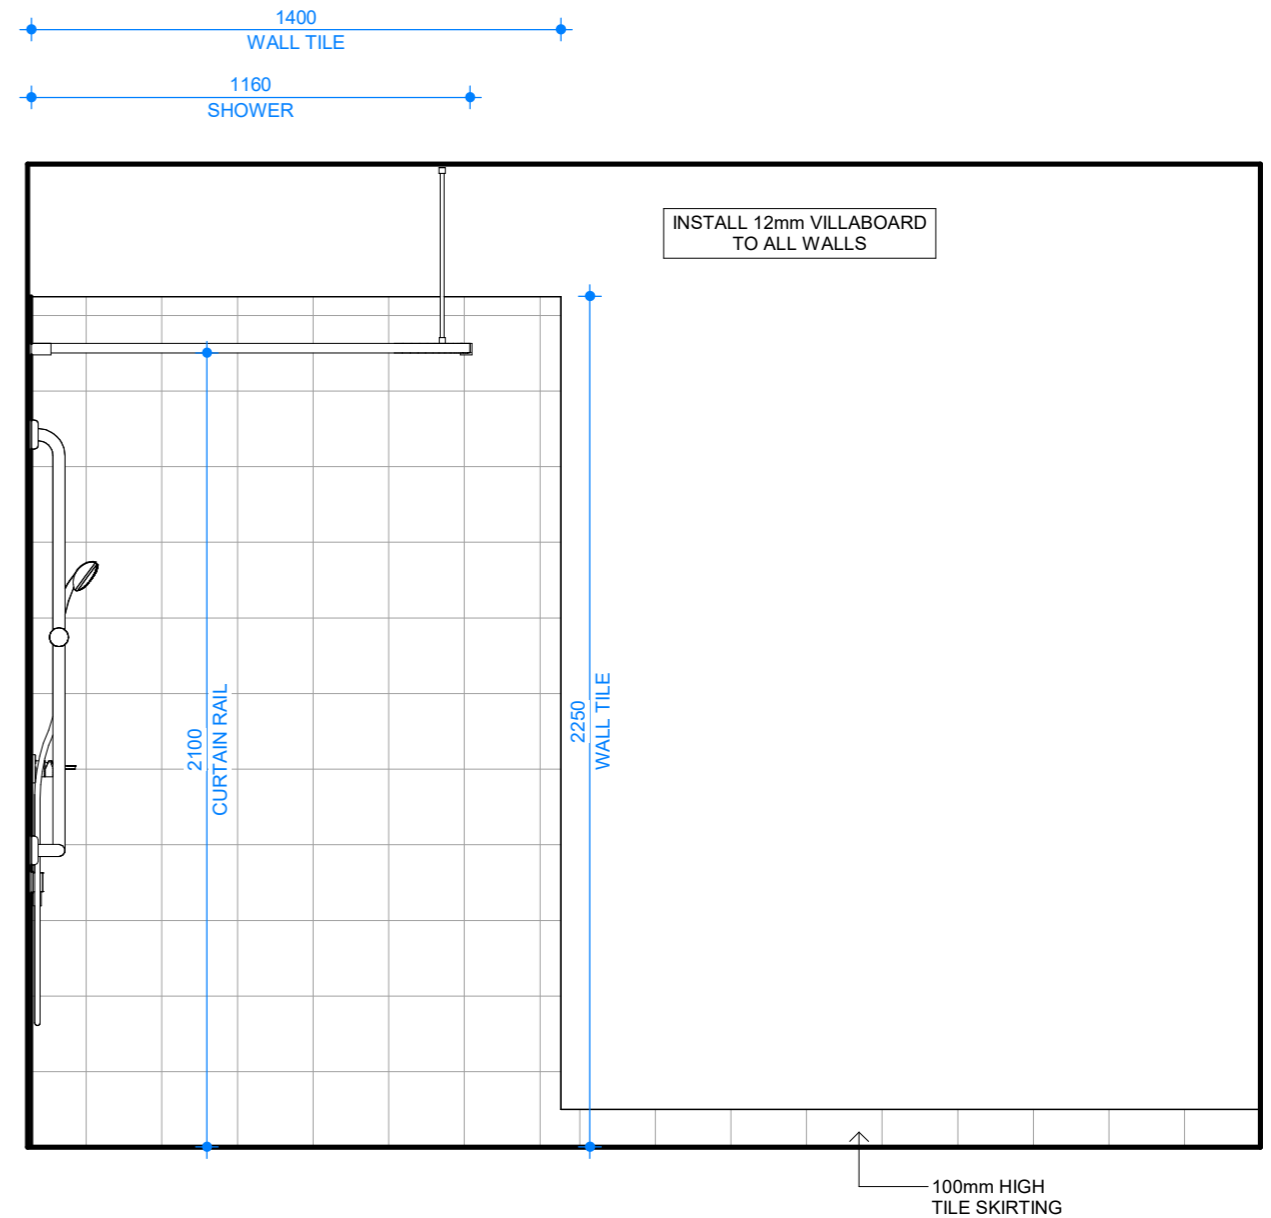 1400
WALL TILE
1160
SHOWER
INSTALL 12mm VILLABOARD
TO ALL WALLS
2100
CURTAIN RAIL
2250
WALL TILE
100mm HIGH
TILE SKIRTING